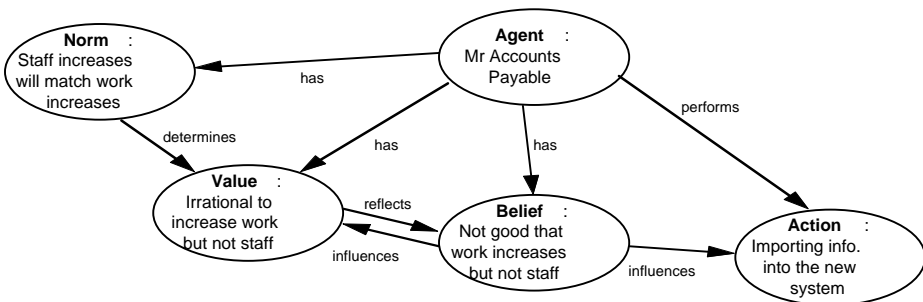 Norm :
Staff increases
will match work
increases
Agent :
Mr Accounts
Payable
has
performs
determines
has
has
Value :
Irrational to
increase work
but not staff
reflects
influences
Belief :
Not good that
work increases
but not staff
influences
Action :
Importing info.
into the new
system